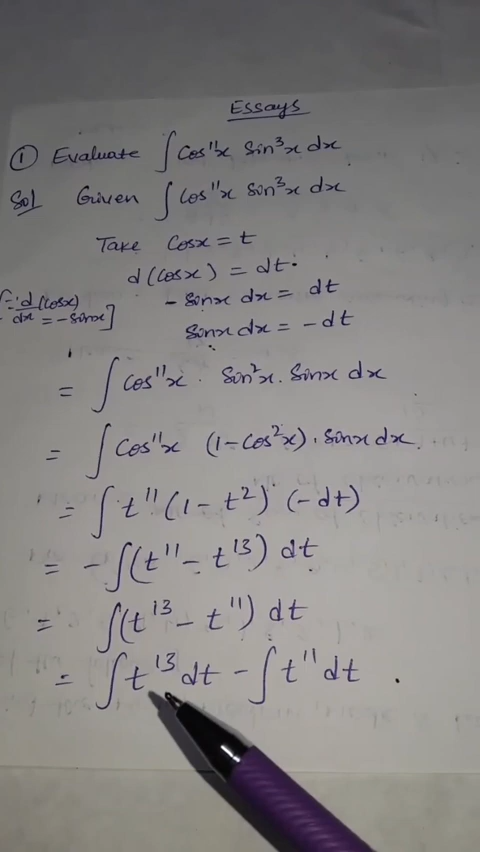 Essays
① Evaluate ∫ Cos¹¹x Sin³x dx
Sol Given ∫ Cos¹¹x Sin³x dx
Take Cosx = t
d(Cosx) = dt.
[∵ d/dx (Cosx) = -Sinx]
- Sinx dx = dt
Sinx dx = - dt
= ∫ Cos¹¹x . Sin²x . Sinx dx
= ∫ Cos¹¹x (1-Cos²x) . Sinx dx.
= ∫ t¹¹ (1 - t²) (-dt)
= - ∫(t¹¹ - t¹³) dt
= ∫(t¹³ - t¹¹) dt
= ∫ t¹³ dt - ∫ t¹¹ dt .